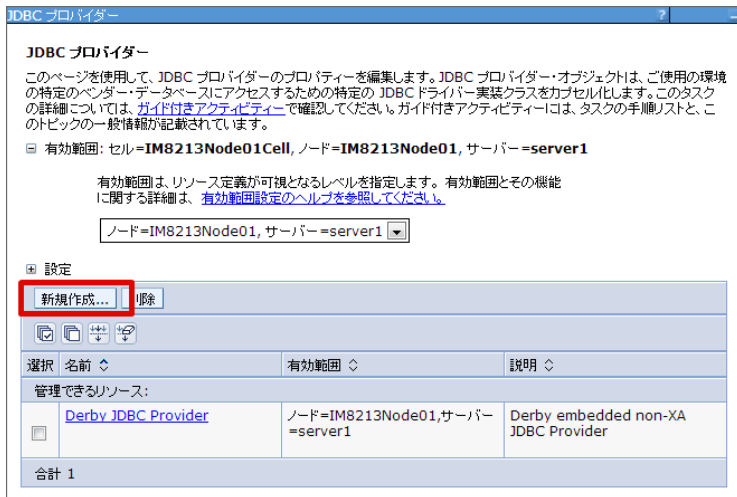 JDBC プロバイダー ?
JDBC プロバイダー
このページを使用して、JDBC プロバイダーのプロパティーを編集します。JDBC プロバイダー・オブジェクトは、ご使用の環境
の特定のベンダー・データベースにアクセスするための特定の JDBC ドライバー実装クラスをカプセル化します。このタスク
の詳細については、ガイド付きアクティビティーで確認してください。ガイド付きアクティビティーには、タスクの手順リストと、こ
のトピックの一般情報が記載されています。
有効範囲: セル=IM8213Node01Cell, ノード=IM8213Node01, サーバー=server1
有効範囲は、リソース定義が可視となるレベルを指定します。有効範囲とその機能
に関する詳細は、有効範囲設定のヘルプを参照してください。
ノード=IM8213Node01, サーバー=server1
設定
新規作成... 削除
選択 名前 有効範囲 説明
管理できるリソース:
Derby JDBC Provider ノード=IM8213Node01,サーバー Derby embedded non-XA
=server1 JDBC Provider
合計 1